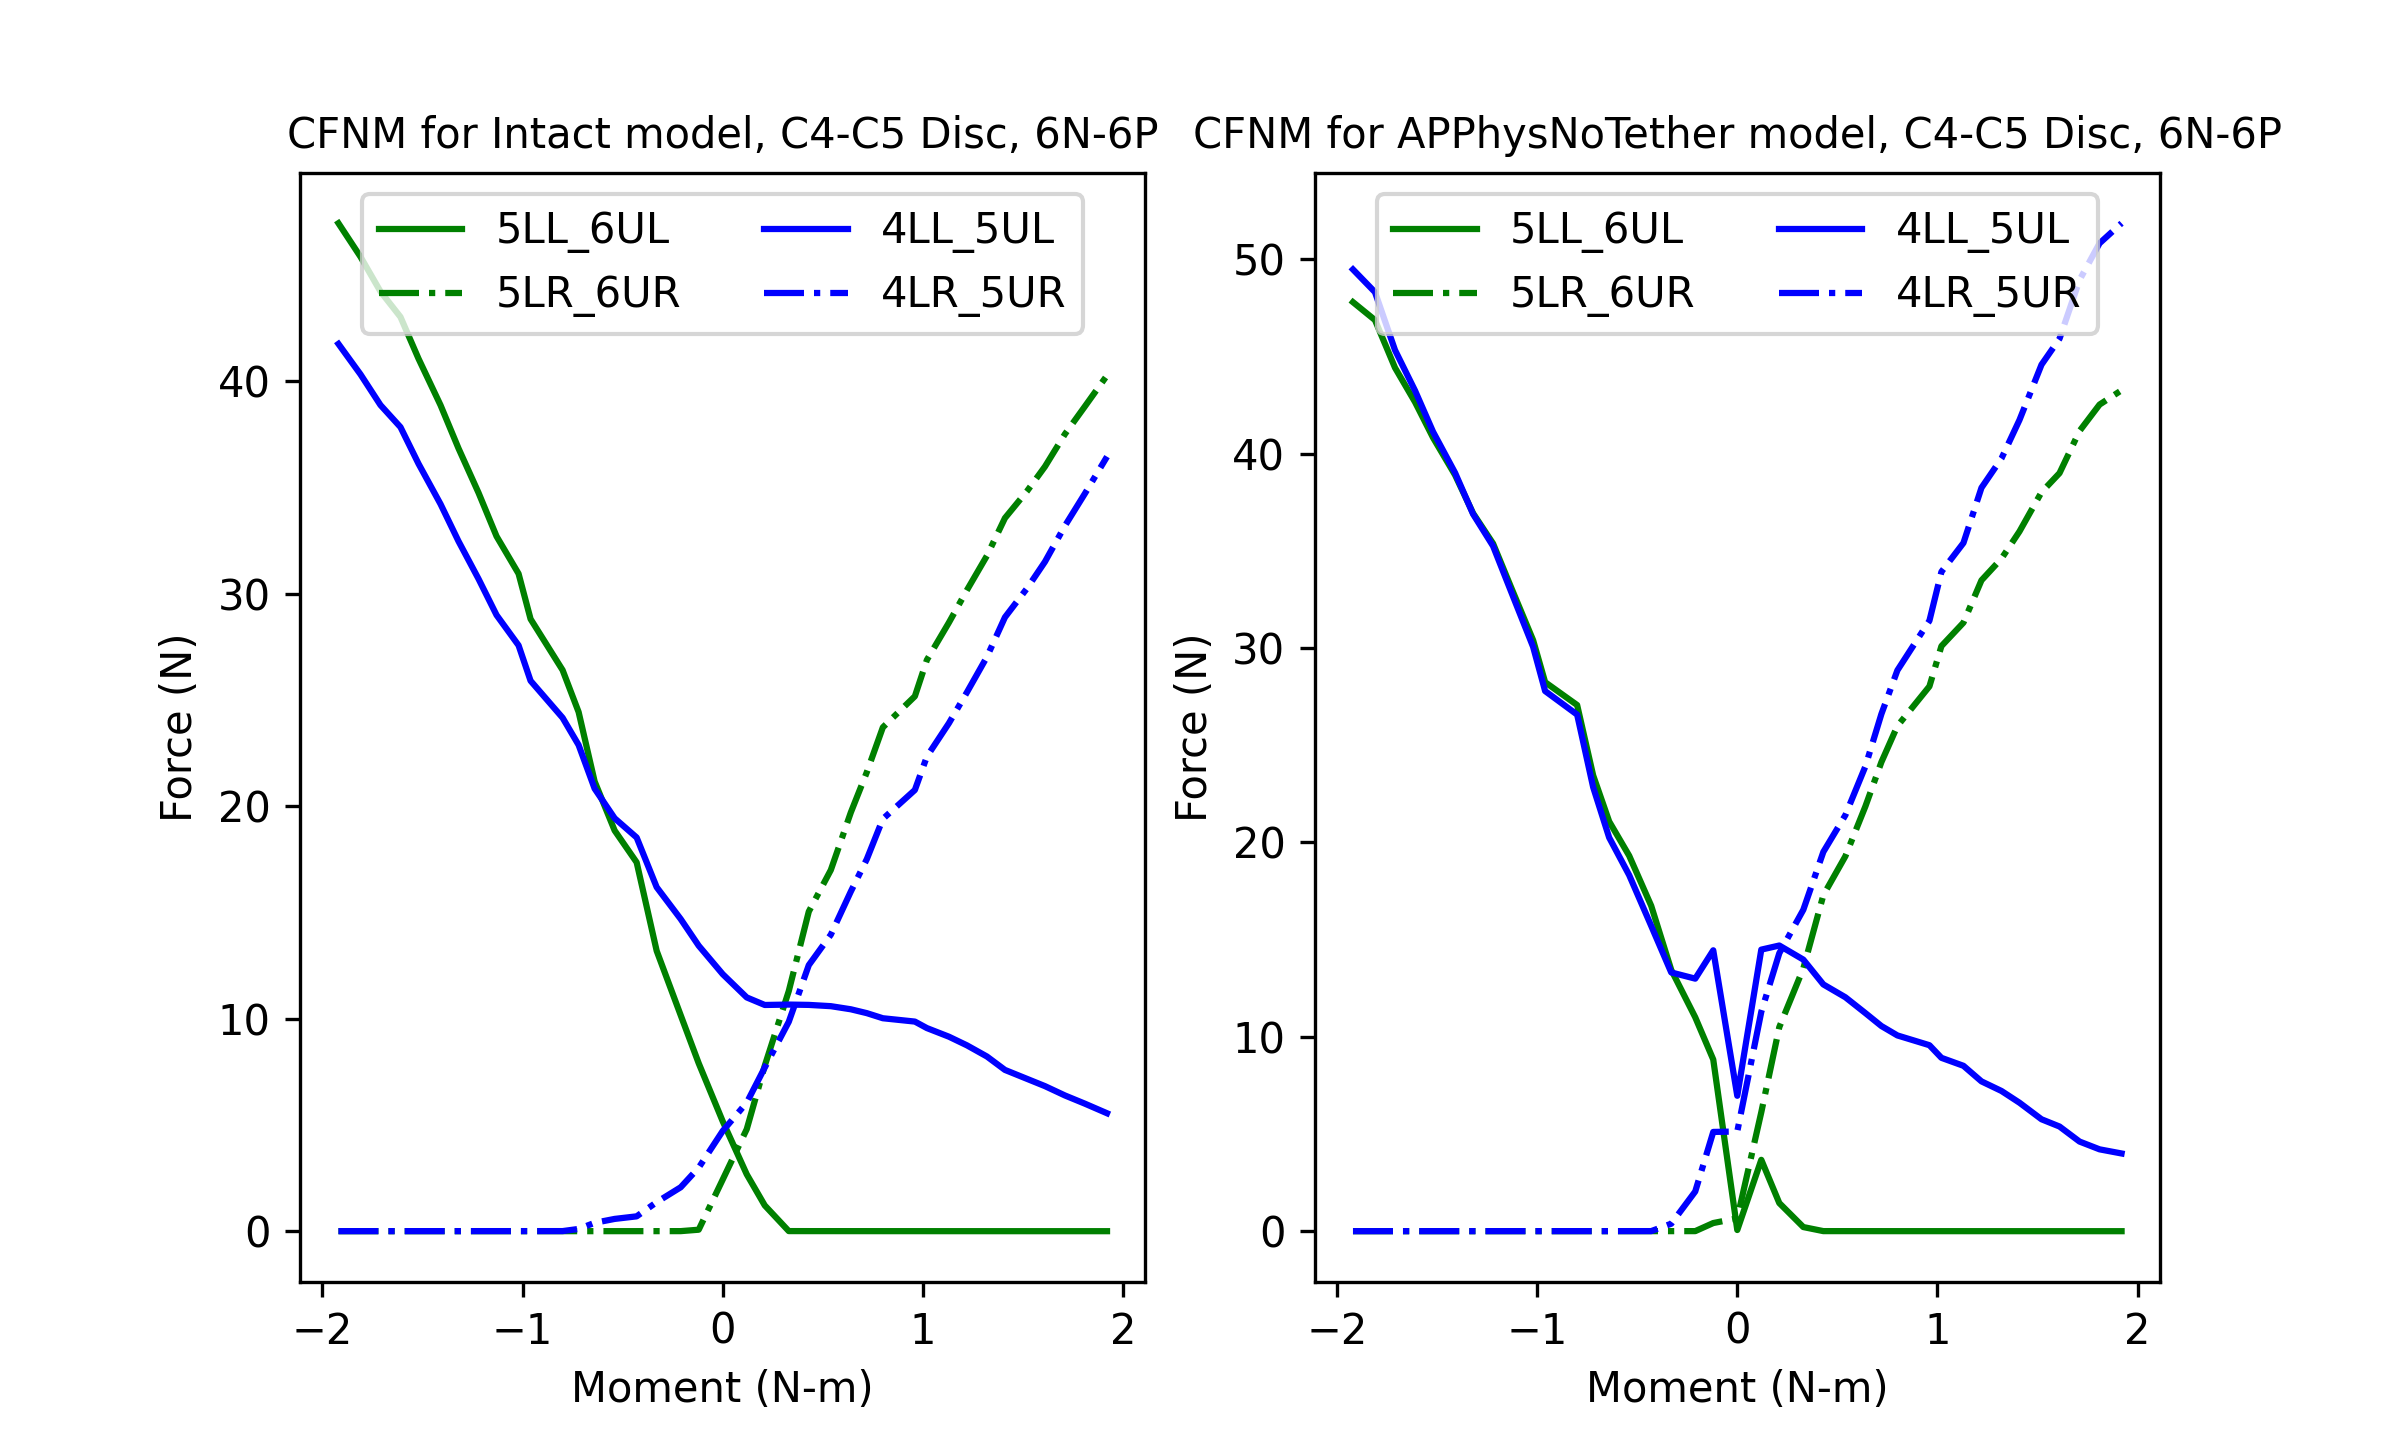 CFNM for Intact model, C4-C5 Disc, 6N-6P
5LL_6UL
5LR_6UR
4LL_5UL
4LR_5UR
40
30
20
10
0
Force (N)
−2 −1 0 1 2
Moment (N-m)
CFNM for APPhysNoTether model, C4-C5 Disc, 6N-6P
5LL_6UL
5LR_6UR
4LL_5UL
4LR_5UR
50
40
30
20
10
0
Force (N)
−2 −1 0 1 2
Moment (N-m)